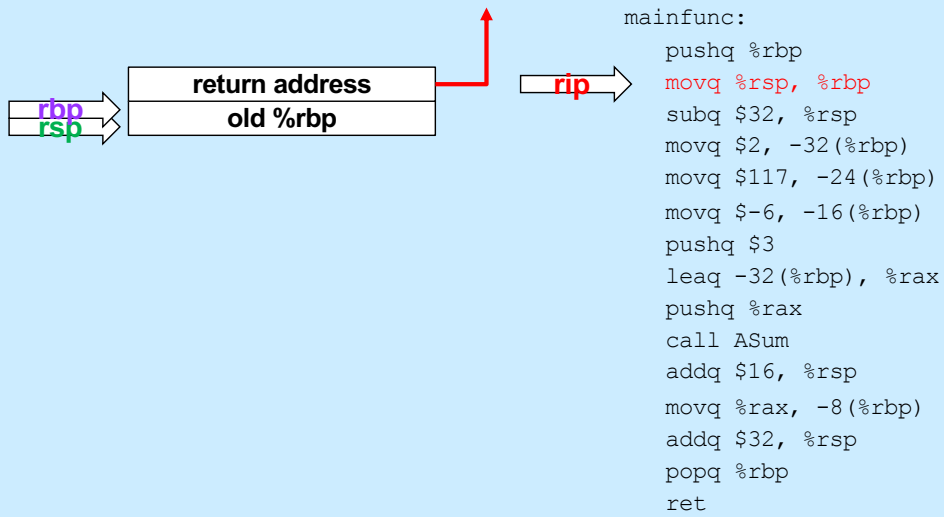 return address
old %rbp
rbp
rsp
rip
mainfunc:
pushq %rbp
movq %rsp, %rbp
subq $32, %rsp
movq $2, -32(%rbp)
movq $117, -24(%rbp)
movq $-6, -16(%rbp)
pushq $3
leaq -32(%rbp), %rax
pushq %rax
call ASum
addq $16, %rsp
movq %rax, -8(%rbp)
addq $32, %rsp
popq %rbp
ret